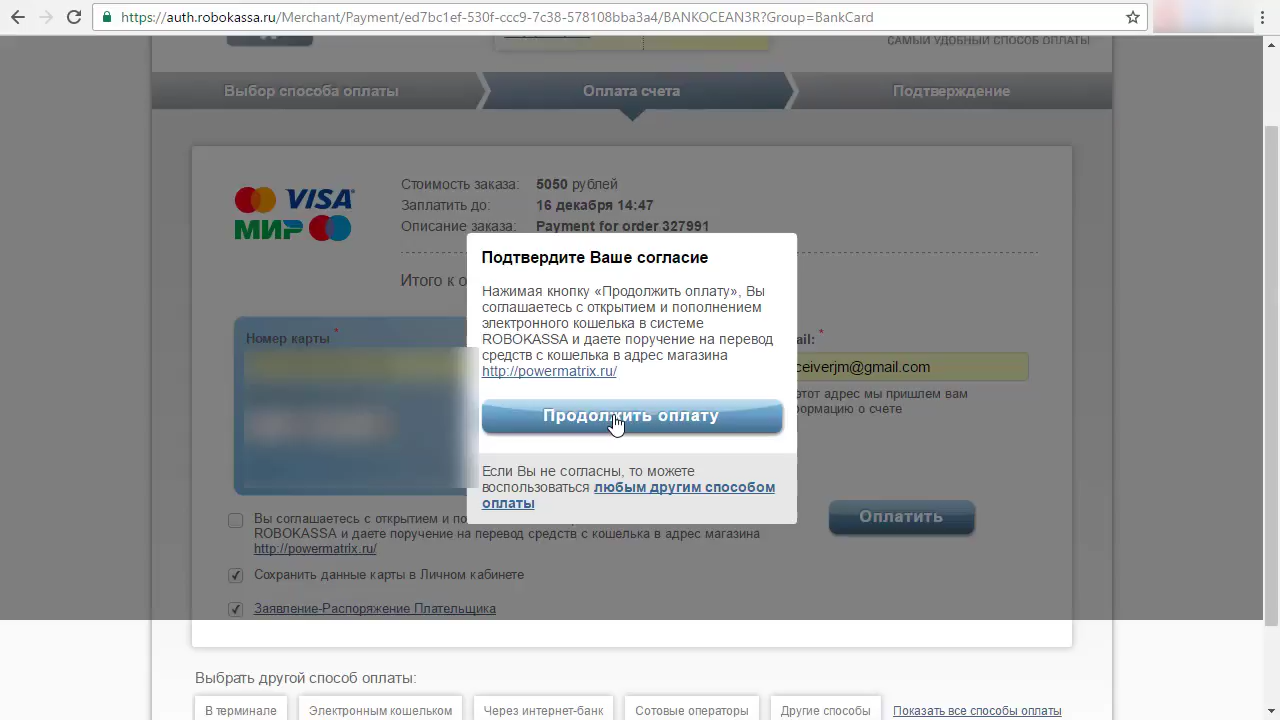 https://auth.robokassa.ru/Merchant/Payment/ed7bc1ef-530f-csc9-7c38-578108bba3a4/BANKOCEAN3R?Group=BankCard
САМЫЙ УДОБНЫЙ СПОСОБ ОПЛАТЫ
Выбор способа оплаты
Оплата счета
Подтверждение
VISA
МИР
Стоимость заказа: 5050 рублей
Заплатить до: 16 декабря 14:47
Описание заказа: Payment for order 327991
Итого к о
Подтвердите Ваше согласие
Нажимая кнопку «Продолжить оплату», Вы
соглашаетесь с открытием и пополнением
электронного кошелька в системе
ROBOKASSA и даете поручение на перевод
средств с кошелька в адрес магазина
http://powermatrix.ru/
Продолжить оплату
Если Вы не согласны, то можете
воспользоваться любым другим способом
оплаты
Номер карты *
ail: *
ceiverjm@gmail.com
этот адрес мы пришлем вам
формацию о счете
Вы соглашаетесь с открытием и по
ROBOKASSA и даете поручение на перевод средств с кошелька в адрес магазина
http://powermatrix.ru/
Оплатить
Сохранить данные карты в Личном кабинете
Заявление-Распоряжение Плательщика
Выбрать другой способ оплаты:
В терминале
Электронным кошельком
Через интернет-банк
Сотовые операторы
Другие способы
Показать все способы оплаты